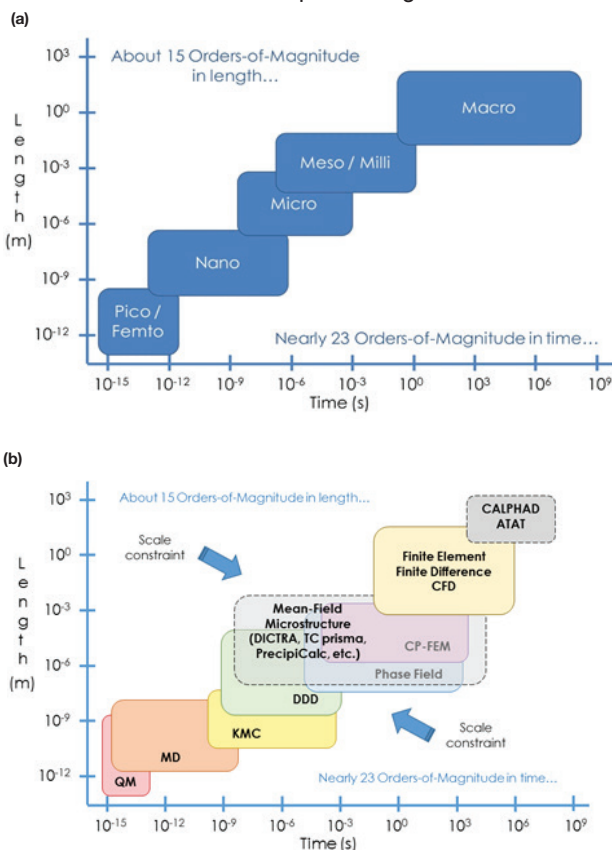 (a)
About 15 Orders-of-Magnitude
in length...
Length
(m)
10³
10⁰
10⁻³
10⁻⁶
10⁻⁹
10⁻¹²
Macro
Meso / Milli
Micro
Nano
Pico /
Femto
Nearly 23 Orders-of-Magnitude in time...
10⁻¹⁵ 10⁻¹² 10⁻⁹ 10⁻⁶ 10⁻³ 10⁰ 10³ 10⁶ 10⁹
Time (s)
(b)
About 15 Orders-of-Magnitude in length...
Length
(m)
10³
10⁰
10⁻³
10⁻⁶
10⁻⁹
10⁻¹²
CALPHAD
ATAT
Scale
constraint
Finite Element
Finite Difference
CFD
Mean-Field
Microstructure
(DICTRA, TC prisma,
PrecipiCalc, etc.)
CP-FEM
Phase Field
DDD
KMC
Scale
constraint
MD
QM
Nearly 23 Orders-of-Magnitude in time...
10⁻¹⁵ 10⁻¹² 10⁻⁹ 10⁻⁶ 10⁻³ 10⁰ 10³ 10⁶ 10⁹
Time (s)